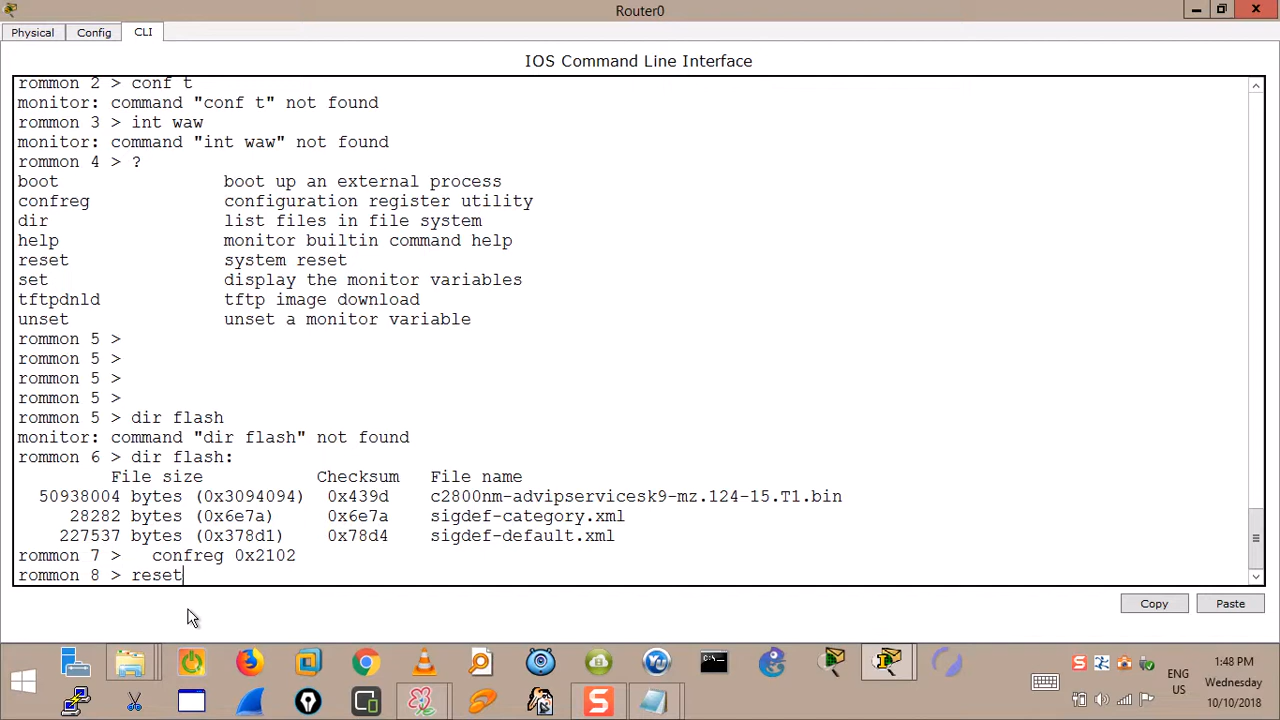 Router0
Physical Config CLI
IOS Command Line Interface
rommon 2 > conf t
monitor: command "conf t" not found
rommon 3 > int waw
monitor: command "int waw" not found
rommon 4 > ?
boot boot up an external process
confreg configuration register utility
dir list files in file system
help monitor builtin command help
reset system reset
set display the monitor variables
tftpdnld tftp image download
unset unset a monitor variable
rommon 5 >
rommon 5 >
rommon 5 >
rommon 5 >
rommon 5 > dir flash
monitor: command "dir flash" not found
rommon 6 > dir flash:
File size Checksum File name
50938004 bytes (0x3094094) 0x439d c2800nm-advipservicesk9-mz.124-15.T1.bin
28282 bytes (0x6e7a) 0x6e7a sigdef-category.xml
227537 bytes (0x378d1) 0x78d4 sigdef-default.xml
rommon 7 > confreg 0x2102
rommon 8 > reset
Copy Paste
ENG
US
1:48 PM
Wednesday
10/10/2018